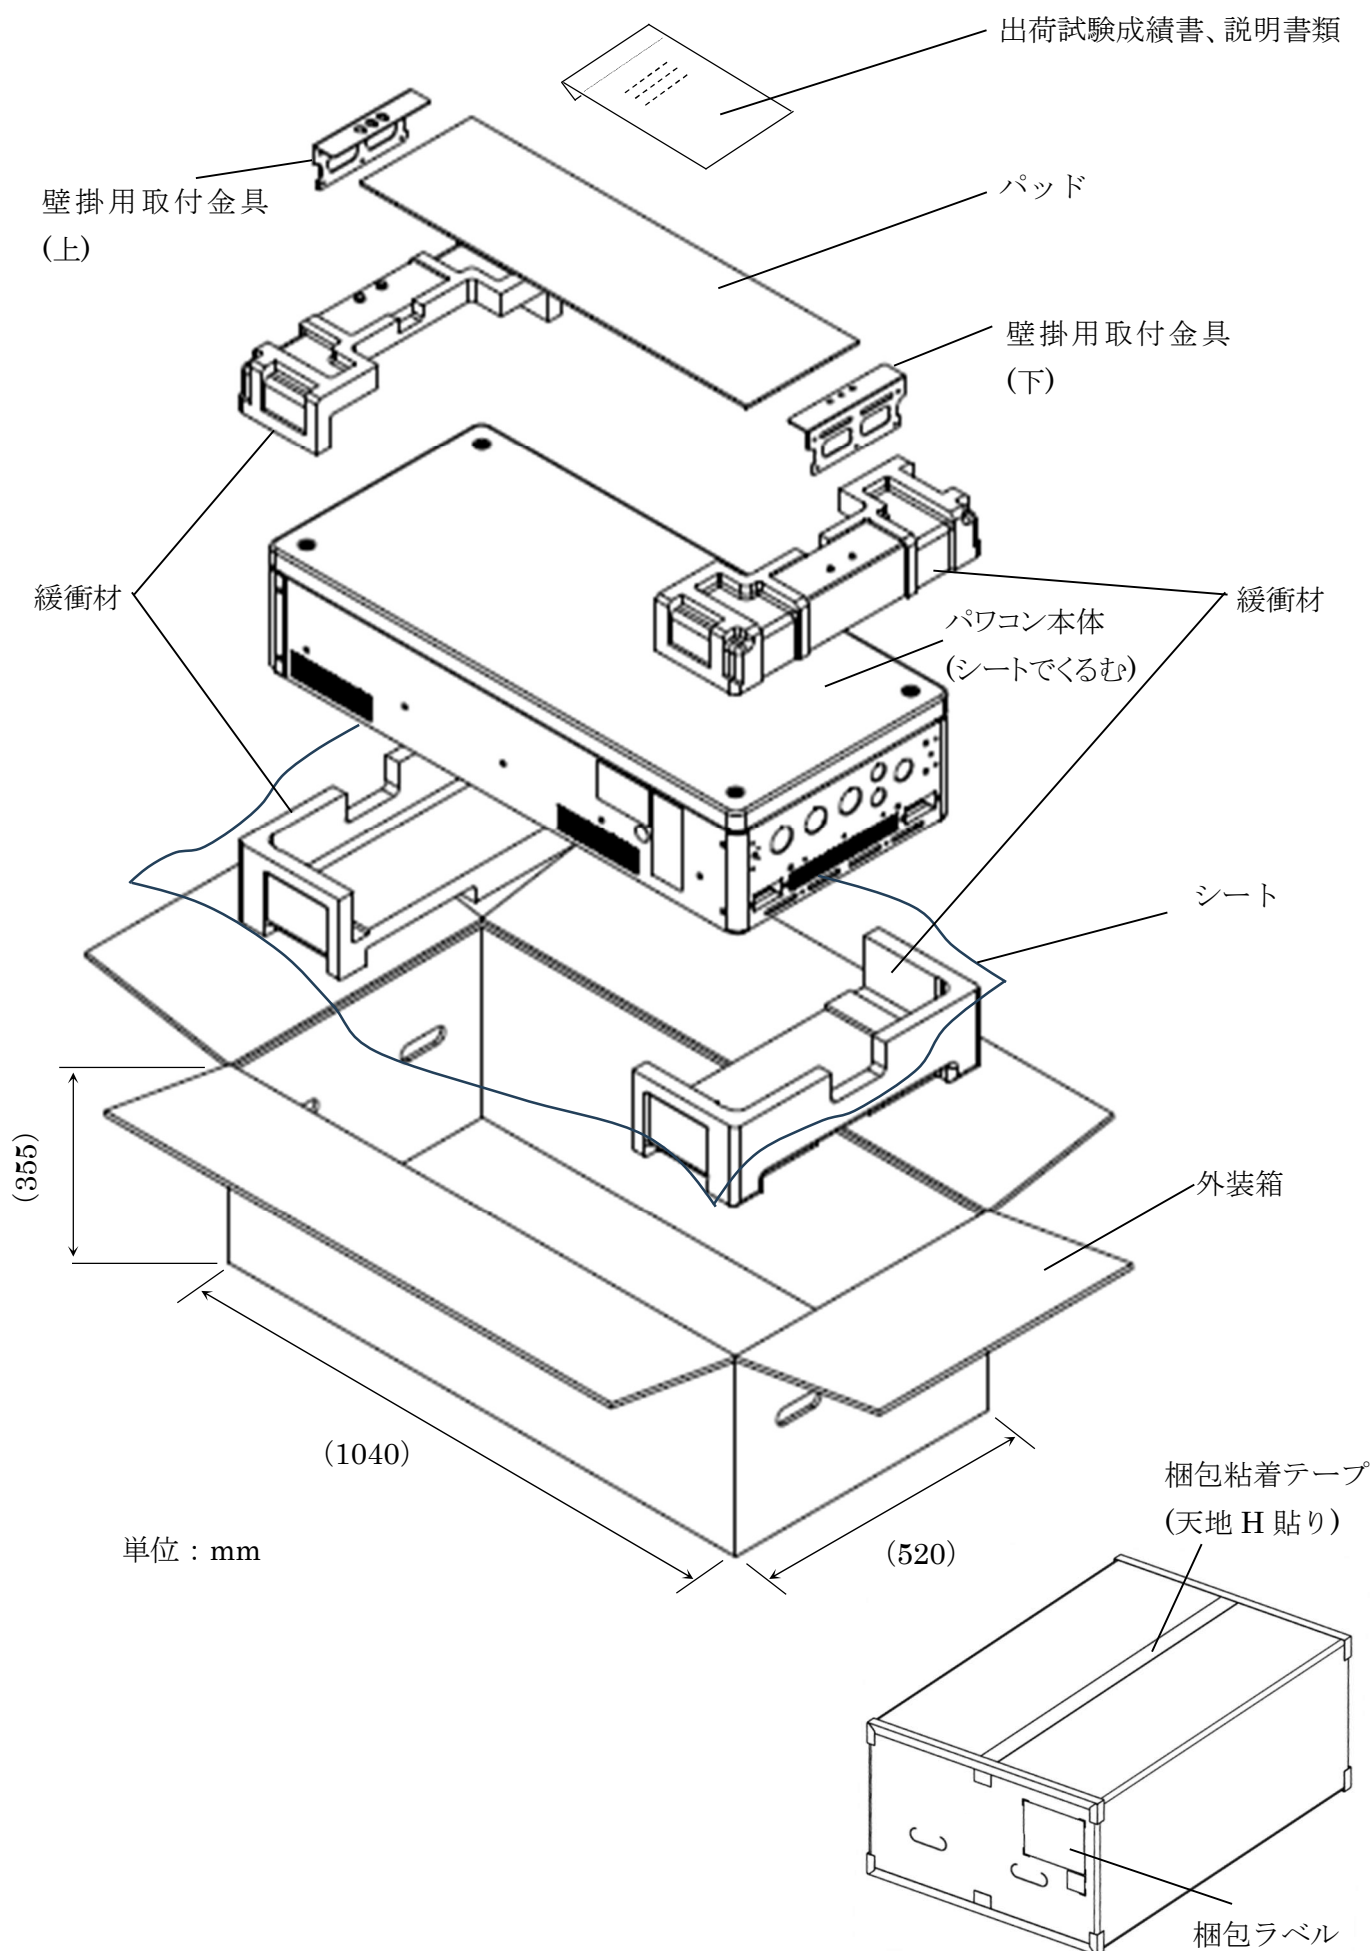 出荷試験成績書、説明書類
壁掛用取付金具
(上)
パッド
壁掛用取付金具
(下)
緩衝材
緩衝材
パワコン本体
(シートでくるむ)
シート
(355)
外装箱
(1040)
(520)
単位：mm
梱包粘着テープ
(天地 H 貼り)
梱包ラベル